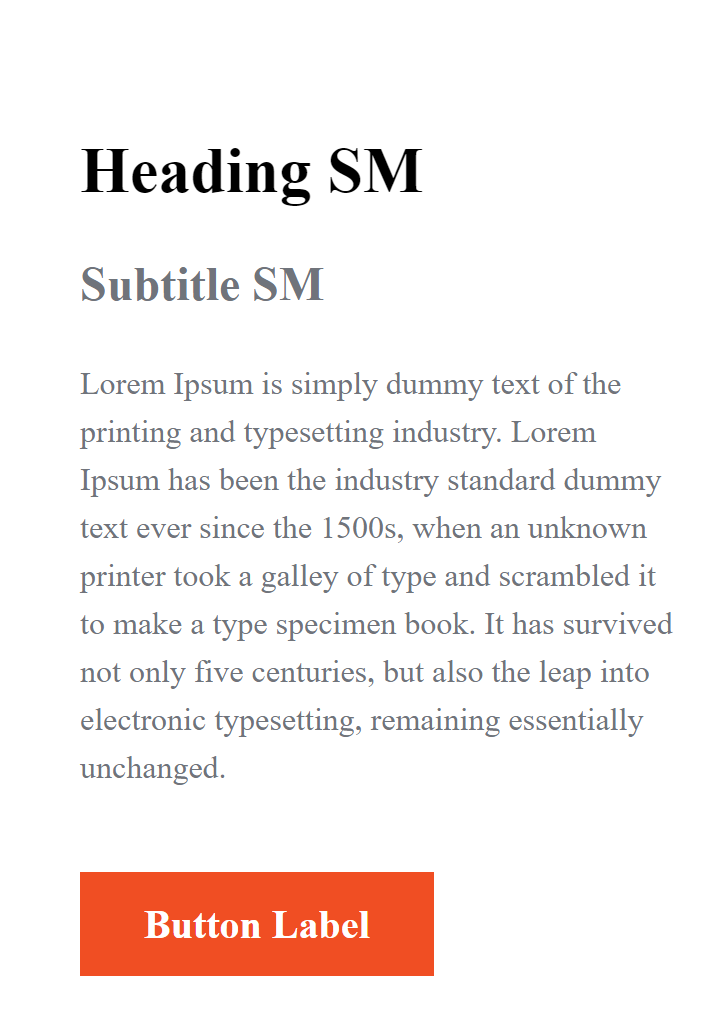 Heading SM
Subtitle SM
Lorem Ipsum is simply dummy text of the
printing and typesetting industry. Lorem
Ipsum has been the industry standard dummy
text ever since the 1500s, when an unknown
printer took a galley of type and scrambled it
to make a type specimen book. It has survived
not only five centuries, but also the leap into
electronic typesetting, remaining essentially
unchanged.
Button Label